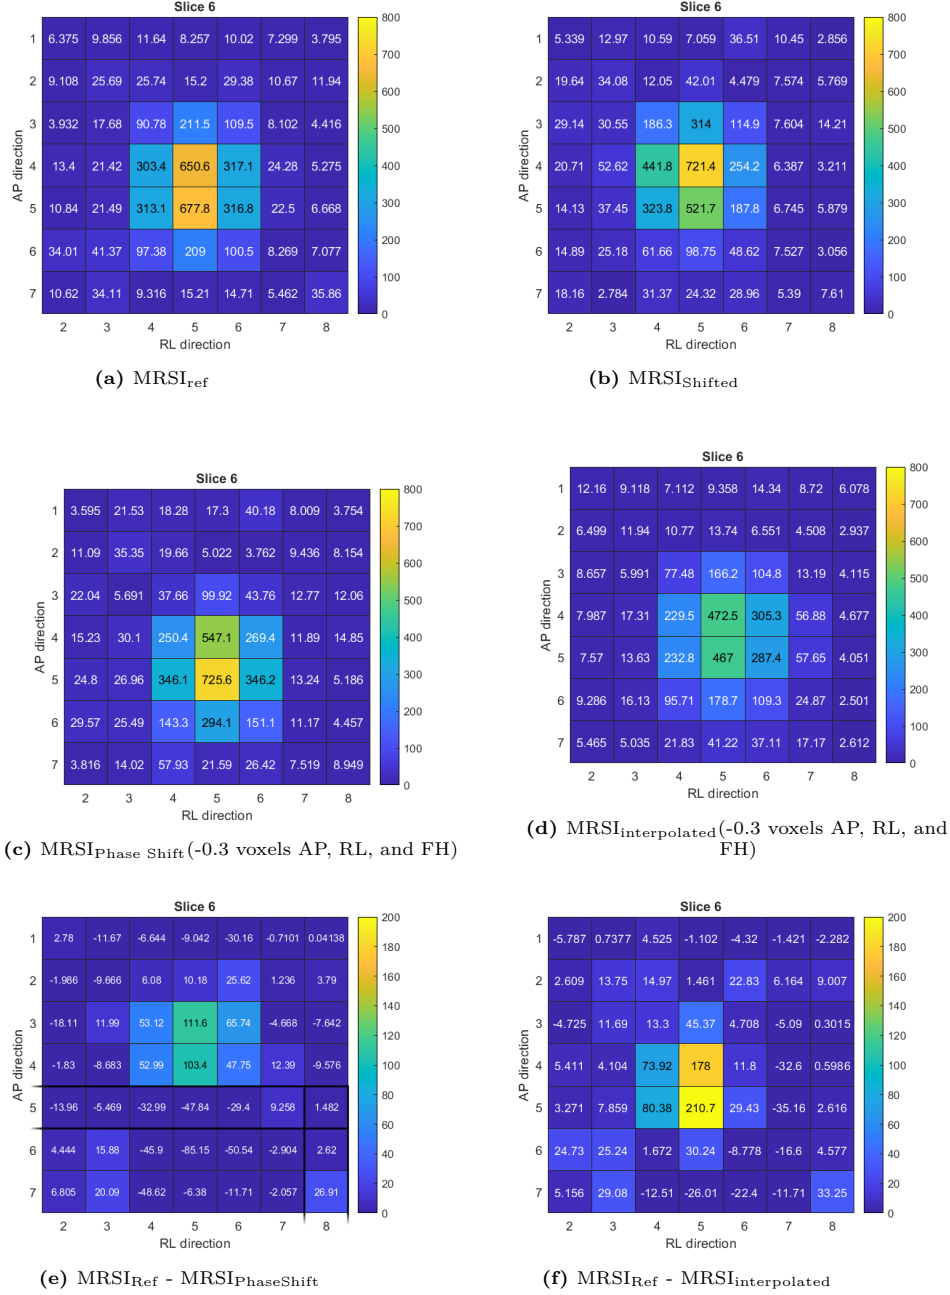 Slice 6
1 6.375 9.856 11.64 8.257 10.02 7.299 3.795
2 9.108 25.69 25.74 15.2 29.38 10.67 11.94
3 3.932 17.68 90.78 211.5 109.5 8.102 4.416
4 13.4 21.42 303.4 650.6 317.1 24.28 5.275
5 10.84 21.49 313.1 677.8 316.8 22.5 6.668
6 34.01 41.37 97.38 209 100.5 8.269 7.077
7 10.62 34.11 9.316 15.21 14.71 5.462 35.86
2 3 4 5 6 7 8
RL direction
AP direction
800
700
600
500
400
300
200
100
0
(a) MRSIref
Slice 6
1 5.339 12.97 10.59 7.059 36.51 10.45 2.856
2 19.64 34.08 12.05 42.01 4.479 7.574 5.769
3 29.14 30.55 186.3 314 114.9 7.604 14.21
4 20.71 52.62 441.8 721.4 254.2 6.387 3.211
5 14.13 37.45 323.8 521.7 187.8 6.745 5.879
6 14.89 25.18 61.66 98.75 48.62 7.527 3.056
7 18.16 2.784 31.37 24.32 28.96 5.39 7.61
2 3 4 5 6 7 8
RL direction
AP direction
800
700
600
500
400
300
200
100
0
(b) MRSIShifted
Slice 6
1 3.595 21.53 18.28 17.3 40.18 8.009 3.754
2 11.09 35.35 19.66 5.022 3.762 9.436 8.154
3 22.04 5.691 37.66 99.92 43.76 12.77 12.06
4 15.23 30.1 250.4 547.1 269.4 11.89 14.85
5 24.8 26.96 346.1 725.6 346.2 13.24 5.186
6 29.57 25.49 143.3 294.1 151.1 11.17 4.457
7 3.816 14.02 57.93 21.59 26.42 7.519 8.949
2 3 4 5 6 7 8
RL direction
AP direction
800
700
600
500
400
300
200
100
0
(c) MRSIPhase Shift(-0.3 voxels AP, RL, and FH)
Slice 6
1 12.16 9.118 7.112 9.358 14.34 8.72 6.078
2 6.499 11.94 10.77 13.74 6.551 4.508 2.937
3 8.657 5.991 77.48 166.2 104.8 13.19 4.115
4 7.987 17.31 229.5 472.5 305.3 56.88 4.677
5 7.57 13.63 232.8 467 287.4 57.65 4.051
6 9.286 16.13 95.71 178.7 109.3 24.87 2.501
7 5.465 5.035 21.83 41.22 37.11 17.17 2.612
2 3 4 5 6 7 8
RL direction
AP direction
800
700
600
500
400
300
200
100
0
(d) MRSIinterpolated(-0.3 voxels AP, RL, and
FH)
Slice 6
1 2.78 -11.67 -6.644 -9.042 -30.16 -0.7101 0.04138
2 -1.986 -9.666 6.08 10.18 25.62 1.236 3.79
3 -18.11 11.99 53.12 111.6 65.74 -4.668 -7.642
4 -1.83 -8.683 52.99 103.4 47.75 12.39 -9.576
5 -13.96 -5.469 -32.99 -47.84 -29.4 9.258 1.482
6 4.444 15.88 -45.9 -85.15 -50.54 -2.904 2.62
7 6.805 20.09 -48.62 -6.38 -11.71 -2.057 26.91
2 3 4 5 6 7 8
RL direction
AP direction
200
180
160
140
120
100
80
60
40
20
0
(e) MRSIRef - MRSIPhaseShift
Slice 6
1 -5.787 0.7377 4.525 -1.102 -4.32 -1.421 -2.282
2 2.609 13.75 14.97 1.461 22.83 6.164 9.007
3 -4.725 11.69 13.3 45.37 4.708 -5.09 0.3015
4 5.411 4.104 73.92 178 11.8 -32.6 0.5986
5 3.271 7.859 80.38 210.7 29.43 -35.16 2.616
6 24.73 25.24 1.672 30.24 -8.778 -16.6 4.577
7 5.156 29.08 -12.51 -26.01 -22.4 -11.71 33.25
2 3 4 5 6 7 8
RL direction
AP direction
200
180
160
140
120
100
80
60
40
20
0
(f) MRSIRef - MRSIinterpolated